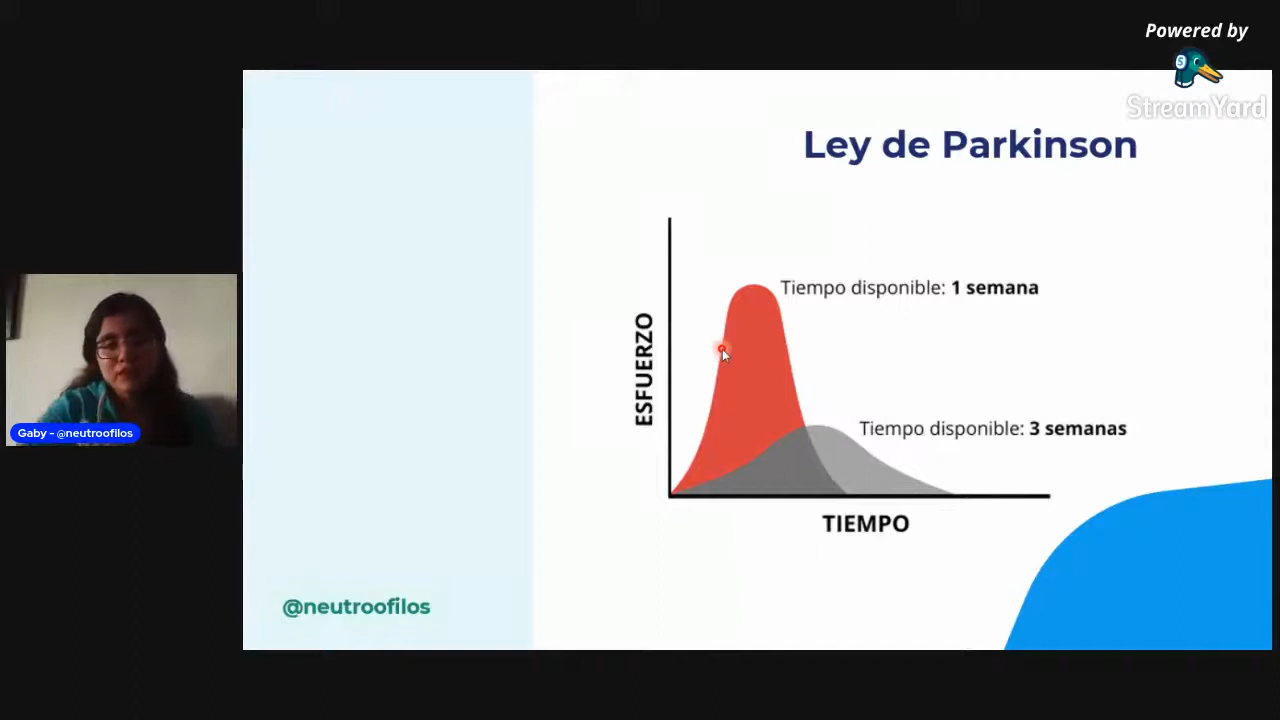 Powered by
StreamYard
Ley de Parkinson
Tiempo disponible: 1 semana
ESFUERZO
Tiempo disponible: 3 semanas
Gaby - @neutroofilos
TIEMPO
@neutroofilos